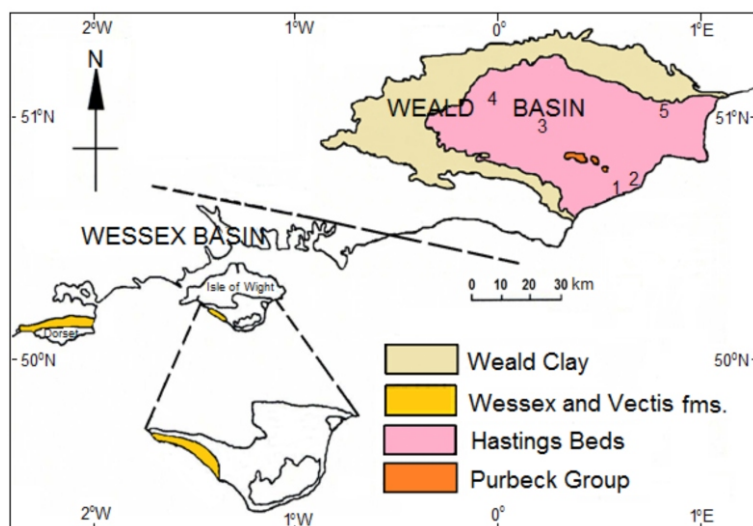 2°W 1°W 0° 1°E
N
51°N 51°N
WEALD BASIN
4
5
3
1 2
WESSEX BASIN
Isle of Wight
0 10 20 30 km
Dorset
50°N 50°N
Weald Clay
Wessex and Vectis fms.
Hastings Beds
Purbeck Group
2°W 1°W 0° 1°E